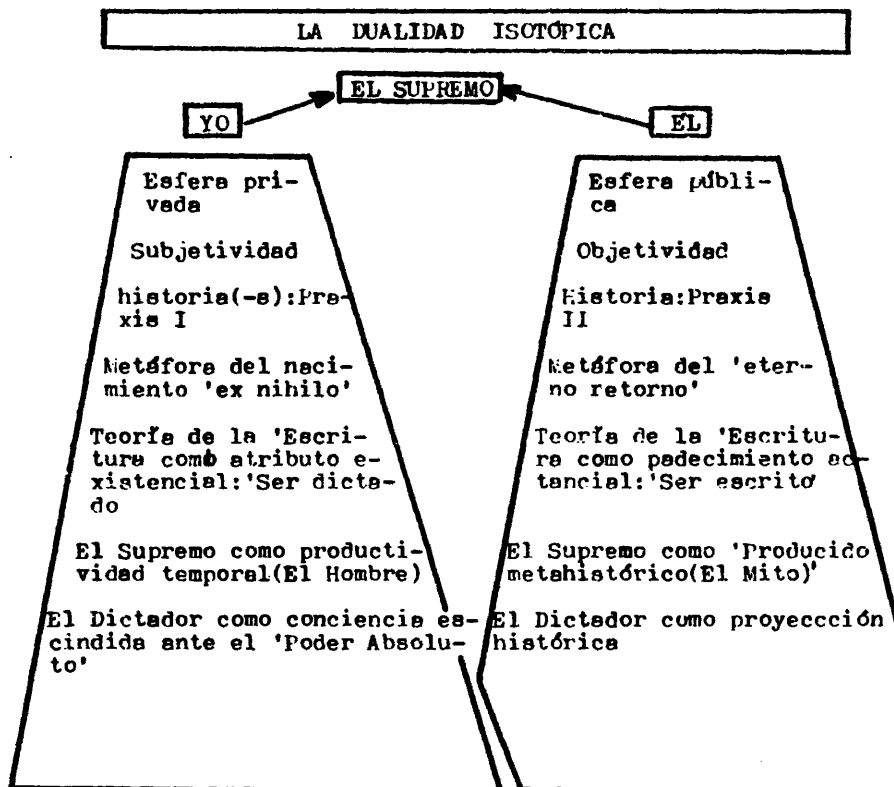 LA DUALIDAD ISOTÓPICA
EL SUPREMO
YO
Esfera pri-
vada
Subjetividad
historia(-s):Pra-
xis I
Metáfora del naci-
miento 'ex nihilo'
Teoría de la 'Escri-
tura como atributo e-
xistencial:'Ser dicta-
do
El Supremo como producti-
vidad temporal(El Hombre)
El Dictador como conciencia es-
cindida ante el 'Poder Absolu-
to'
ÉL
Esfera públi-
ca
Objetividad
Historia:Praxis
II
Metáfora del 'eter-
no retorno'
Teoría de la 'Escritu-
ra como padecimiento ac-
tancial:'Ser escrito'
El Supremo como 'Producido
metahistórico(El Mito)'
El Dictador como proyeccción
histórica